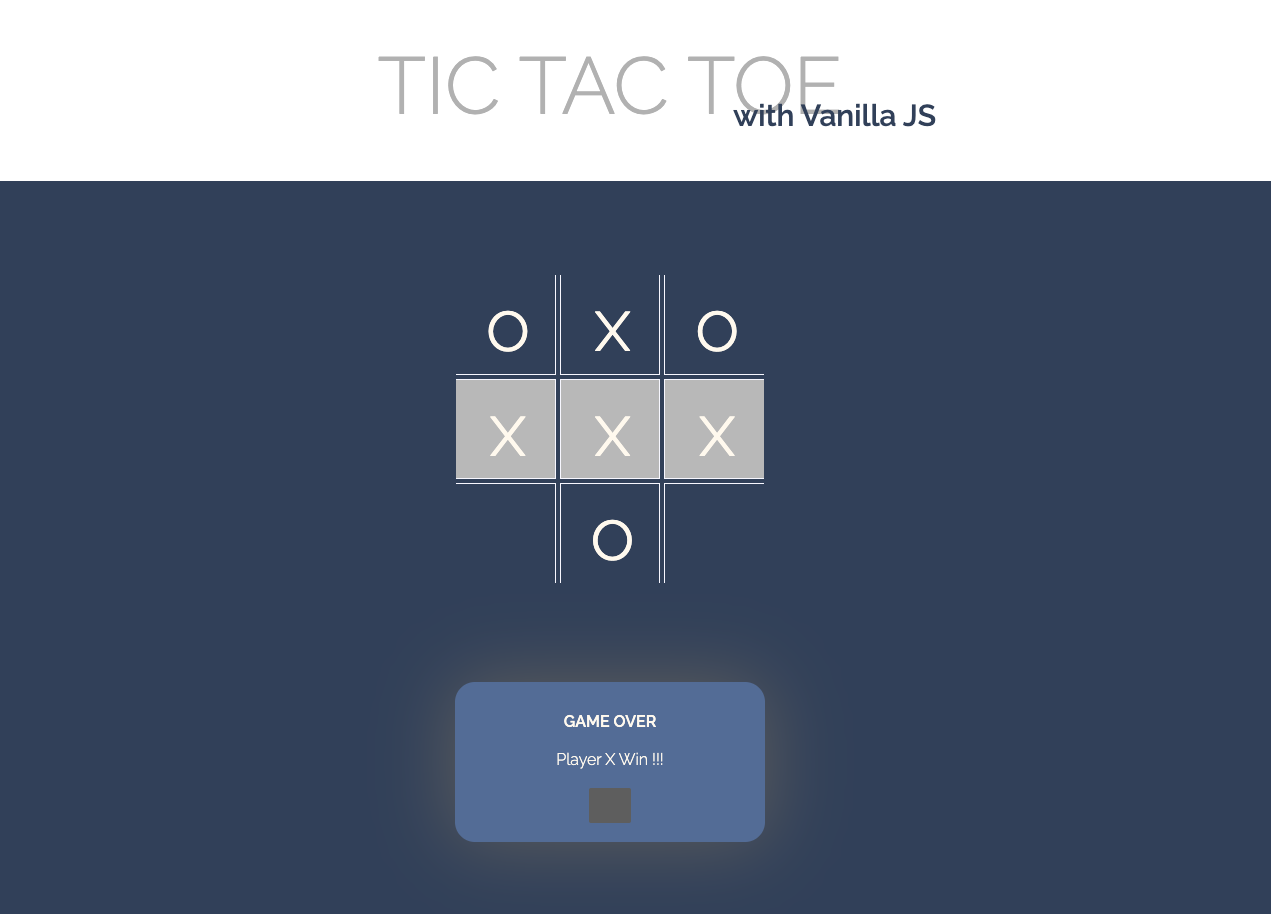 TIC TAC TOE
with Vanilla JS
O X O
X X X
O
GAME OVER
Player X Win !!!